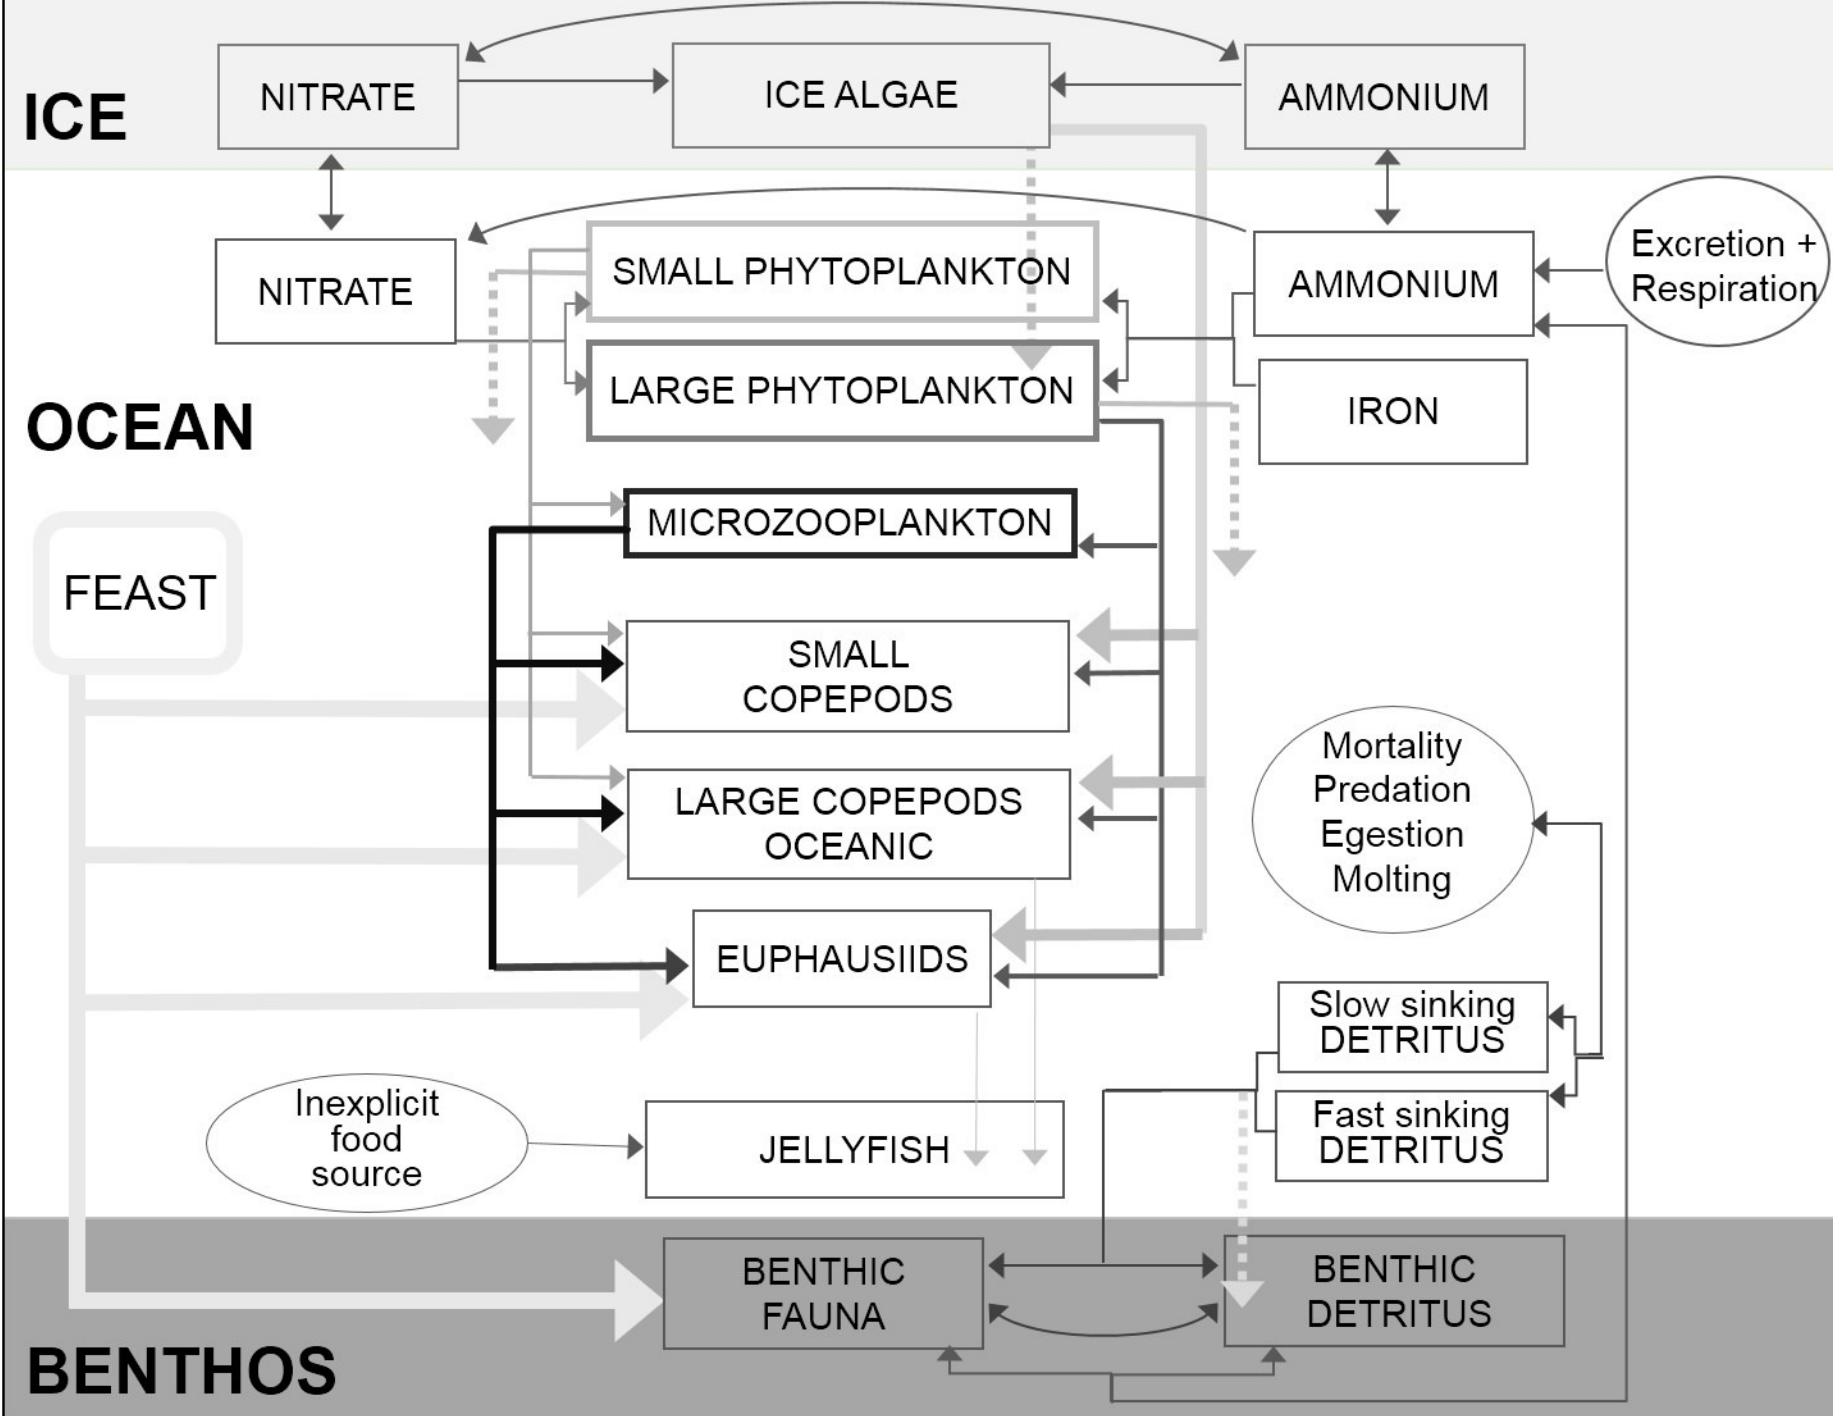 ICE
NITRATE
ICE ALGAE
AMMONIUM
OCEAN
NITRATE
SMALL PHYTOPLANKTON
AMMONIUM
Excretion +
Respiration
LARGE PHYTOPLANKTON
IRON
MICROZOOPLANKTON
FEAST
SMALL
COPEPODS
LARGE COPEPODS
OCEANIC
Mortality
Predation
Egestion
Molting
EUPHAUSIIDS
Slow sinking
DETRITUS
Fast sinking
DETRITUS
Inexplicit
food
source
JELLYFISH
BENTHOS
BENTHIC
FAUNA
BENTHIC
DETRITUS